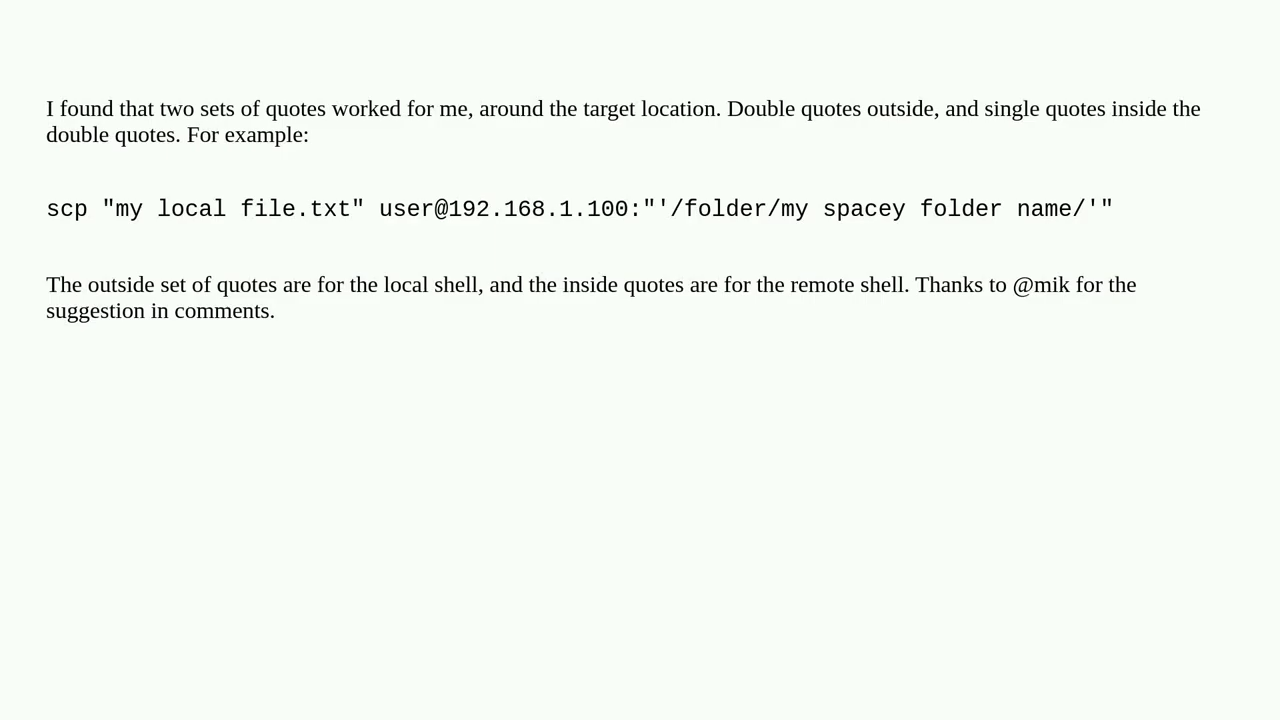 I found that two sets of quotes worked for me, around the target location. Double quotes outside, and single quotes inside the
double quotes. For example:
scp "my local file.txt" user@192.168.1.100:"'/folder/my spacey folder name/'"
The outside set of quotes are for the local shell, and the inside quotes are for the remote shell. Thanks to @mik for the
suggestion in comments.